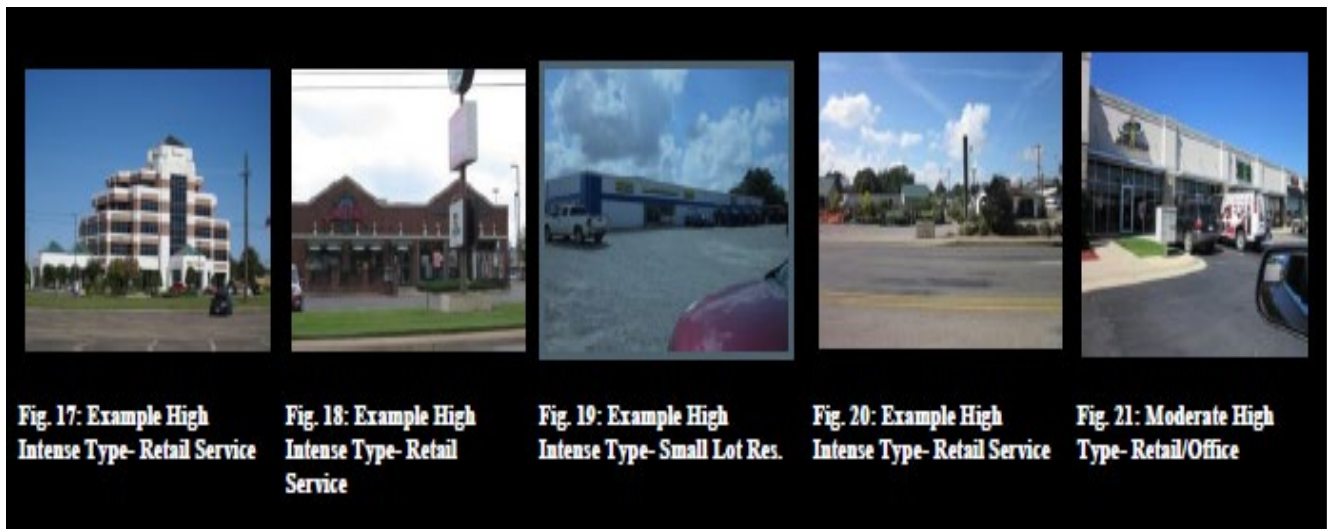 Fig. 17: Example High
Intense Type- Retail Service
Fig. 18: Example High
Intense Type- Retail
Service
Fig. 19: Example High
Intense Type- Small Lot Res.
Fig. 20: Example High
Intense Type- Retail Service
Fig. 21: Moderate High
Type- Retail/Office